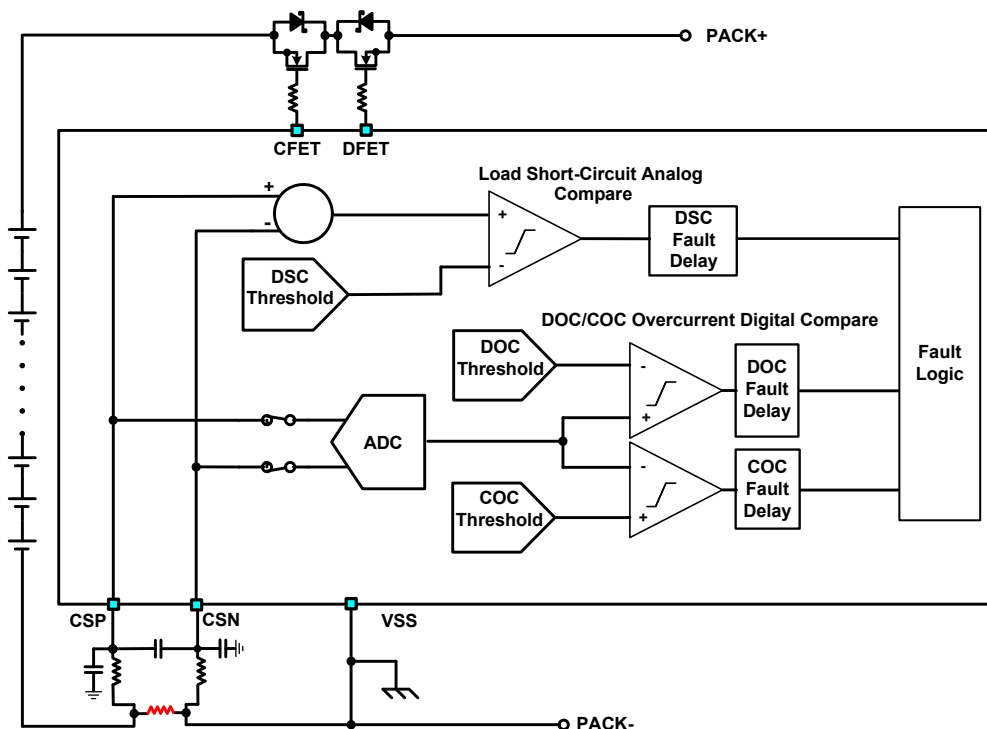 PACK+
CFET
DFET
Load Short-Circuit Analog
Compare
+
-
+
-
DSC
Threshold
DSC
Fault
Delay
DOC/COC Overcurrent Digital Compare
DOC
Threshold
-
+
DOC
Fault
Delay
Fault
Logic
ADC
COC
Threshold
-
+
COC
Fault
Delay
CSP
CSN
VSS
PACK-